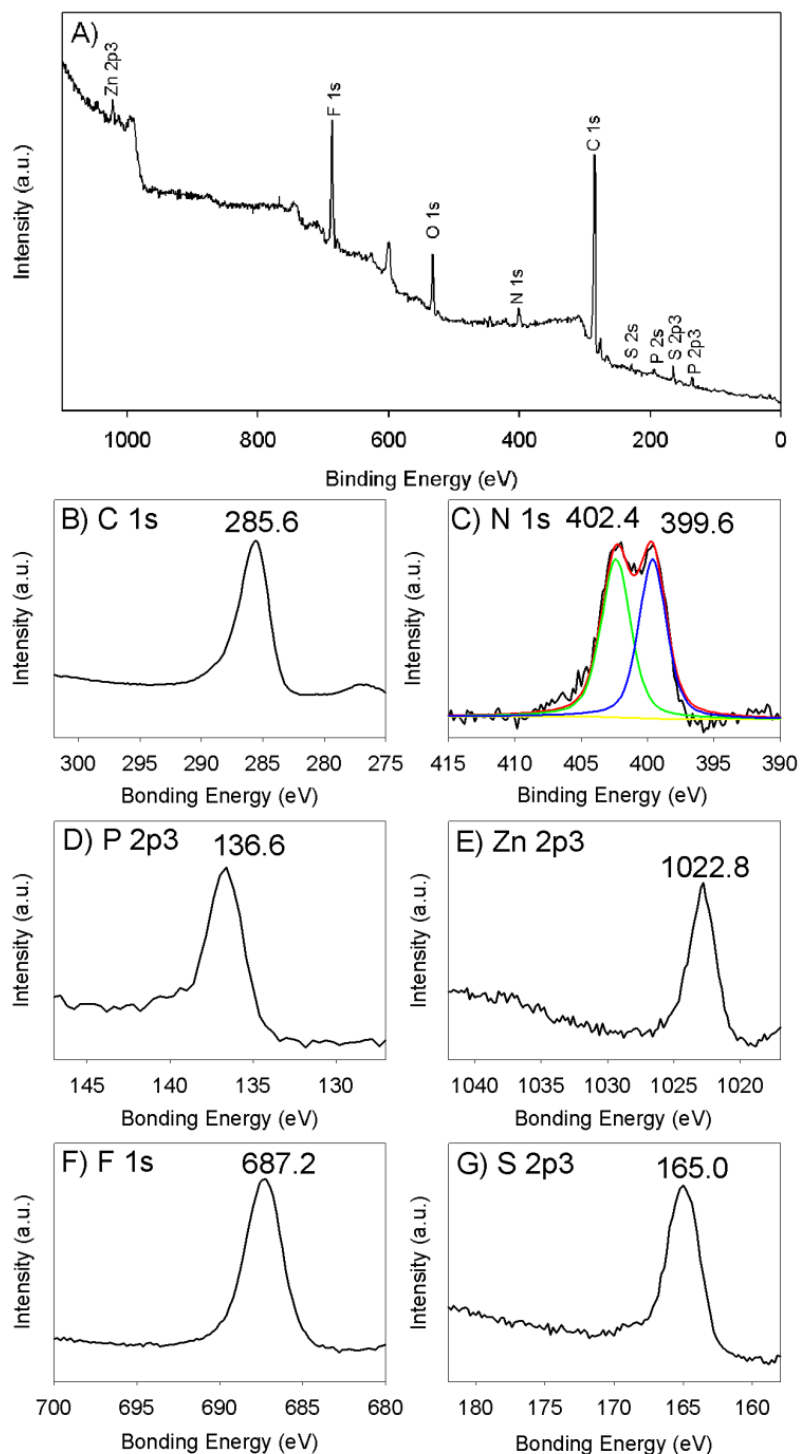 A)
Zn 2p3
F 1s
O 1s
N 1s
C 1s
S 2s
P 2s
S 2p3
P 2p3
Intensity (a.u.)
1000 800 600 400 200 0
Binding Energy (eV)
B) C 1s 285.6
Intensity (a.u.)
300 295 290 285 280 275
Bonding Energy (eV)
C) N 1s 402.4 399.6
Intensity (a.u.)
415 410 405 400 395 390
Binding Energy (eV)
D) P 2p3 136.6
Intensity (a.u.)
145 140 135 130
Bonding Energy (eV)
E) Zn 2p3
1022.8
Intensity (a.u.)
1040 1035 1030 1025 1020
Bonding Energy (eV)
F) F 1s 687.2
Intensity (a.u.)
700 695 690 685 680
Bonding Energy (eV)
G) S 2p3 165.0
Intensity (a.u.)
180 175 170 165 160
Bonding Energy (eV)